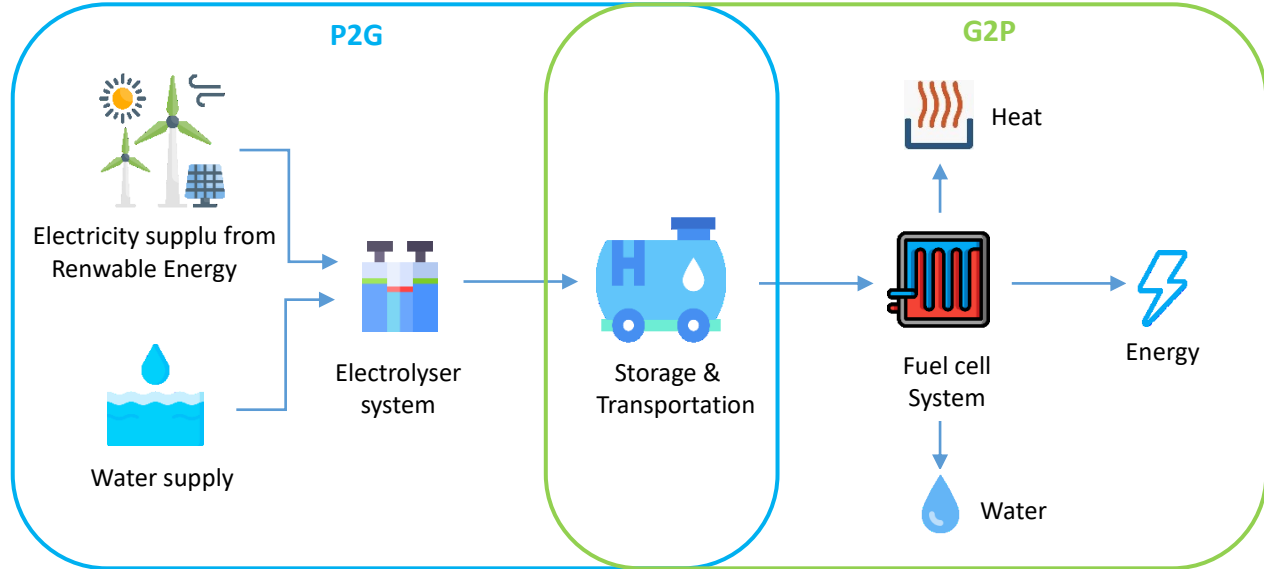 P2G
G2P
Heat
Electricity supplu from
Renwable Energy
H
Electrolyser
system
Storage &
Transportation
Fuel cell
System
Energy
Water supply
Water